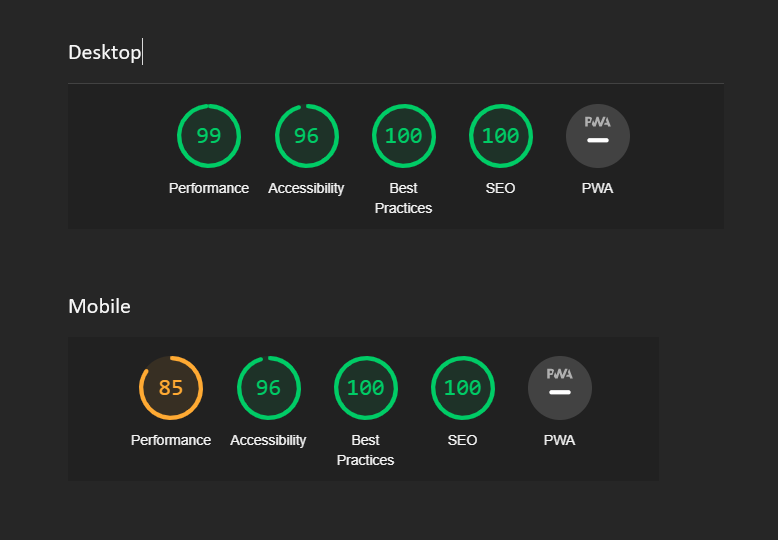 Desktop
99 96 100 100 PWA
Performance Accessibility Best Practices SEO PWA
Mobile
85 96 100 100 PWA
Performance Accessibility Best Practices SEO PWA